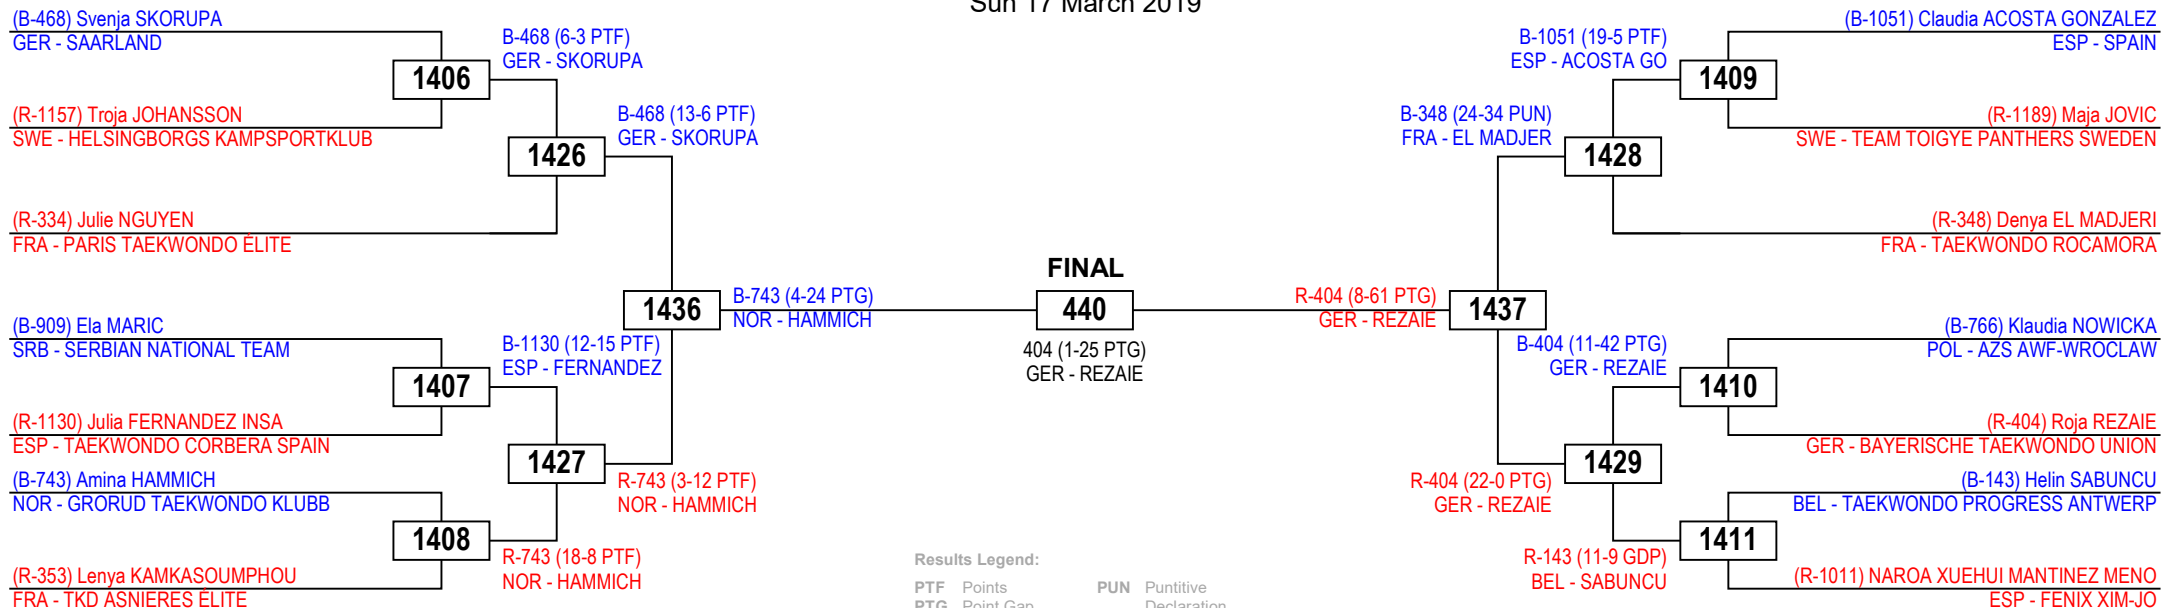 Sun 17 March 2019
(B-468) Svenja SKORUPA
GER - SAARLAND
B-468 (6-3 PTF)
GER - SKORUPA
1406
(R-1157) Troja JOHANSSON
SWE - HELSINGBORGS KAMPSPORTKLUB
B-468 (13-6 PTF)
GER - SKORUPA
1426
(R-334) Julie NGUYEN
FRA - PARIS TAEKWONDO ÉLITE
1436
B-743 (4-24 PTG)
NOR - HAMMICH
(B-909) Ela MARIC
SRB - SERBIAN NATIONAL TEAM
B-1130 (12-15 PTF)
ESP - FERNANDEZ
1407
(R-1130) Julia FERNANDEZ INSA
ESP - TAEKWONDO CORBERA SPAIN
1427
(B-743) Amina HAMMICH
NOR - GRORUD TAEKWONDO KLUBB
R-743 (3-12 PTF)
NOR - HAMMICH
1408
R-743 (18-8 PTF)
NOR - HAMMICH
(R-353) Lenya KAMKASOUMPHOU
FRA - TKD ASNIERES ÉLITE
FINAL
440
404 (1-25 PTG)
GER - REZAIE
(B-1051) Claudia ACOSTA GONZALEZ
ESP - SPAIN
B-1051 (19-5 PTF)
ESP - ACOSTA GO
1409
(R-1189) Maja JOVIC
SWE - TEAM TOIGYE PANTHERS SWEDEN
B-348 (24-34 PUN)
FRA - EL MADJER
1428
(R-348) Denya EL MADJERI
FRA - TAEKWONDO ROCAMORA
R-404 (8-61 PTG)
GER - REZAIE
1437
(B-766) Klaudia NOWICKA
POL - AZS AWF-WROCLAW
B-404 (11-42 PTG)
GER - REZAIE
1410
(R-404) Roja REZAIE
GER - BAYERISCHE TAEKWONDO UNION
1429
R-404 (22-0 PTG)
GER - REZAIE
(B-143) Helin SABUNCU
BEL - TAEKWONDO PROGRESS ANTWERP
1411
R-143 (11-9 GDP)
BEL - SABUNCU
(R-1011) NAROA XUEHUI MANTINEZ MENO
ESP - FENIX XIM-JO
Results Legend:
PTF Points PUN Puntitive
PTG Point Gap Declaration